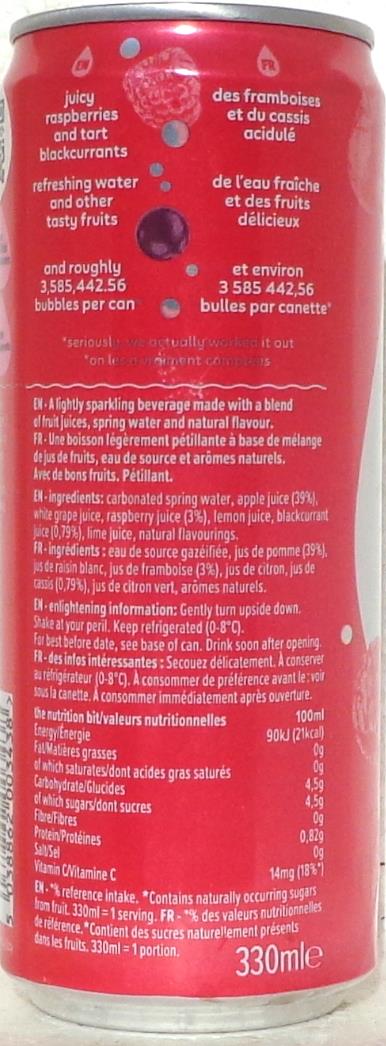 EN
FR
juicy
raspberries
and tart
blackcurrants
des framboises
et du cassis
acidulé
refreshing water
and other
tasty fruits
de l'eau fraîche
et des fruits
délicieux
and roughly
3,585,442.56
bubbles per can*
et environ
3 585 442,56
bulles par canette*
*seriously, we actually worked it out
*on les a vraiment comptées
EN - A lightly sparkling beverage made with a blend
of fruit juices, spring water and natural flavour.
FR - Une boisson légèrement pétillante à base de mélange
de jus de fruits, eau de source et arômes naturels.
Avec de bons fruits. Pétillant.
EN - ingredients: carbonated spring water, apple juice (39%),
white grape juice, raspberry juice (3%), lemon juice, blackcurrant
juice (0,79%), lime juice, natural flavourings.
FR - ingrédients : eau de source gazéifiée, jus de pomme (39%),
jus de raisin blanc, jus de framboise (3%), jus de citron, jus de
cassis (0,79%), jus de citron vert, arômes naturels.
EN - enlightening information: Gently turn upside down.
Shake at your peril. Keep refrigerated (0-8°C).
For best before date, see base of can. Drink soon after opening.
FR - des infos intéressantes : Secouez délicatement. À conserver
au réfrigérateur (0-8°C). À consommer de préférence avant le : voir
sous la canette. À consommer immédiatement après ouverture.
the nutrition bit/valeurs nutritionnelles 100ml
Energy/Énergie 90kJ (21kcal)
Fat/Matières grasses 0g
of which saturates/dont acides gras saturés 0g
Carbohydrate/Glucides 4,5g
of which sugars/dont sucres 4,5g
Fibre/Fibres 0g
Protein/Protéines 0,82g
Salt/Sel 0g
Vitamin C/Vitamine C 14mg (18%*)
EN - *% reference intake. *Contains naturally occurring sugars
from fruit. 330ml = 1 serving. FR - *% des valeurs nutritionnelles
de référence. *Contient des sucres naturellement présents
dans les fruits. 330ml = 1 portion.
330mle